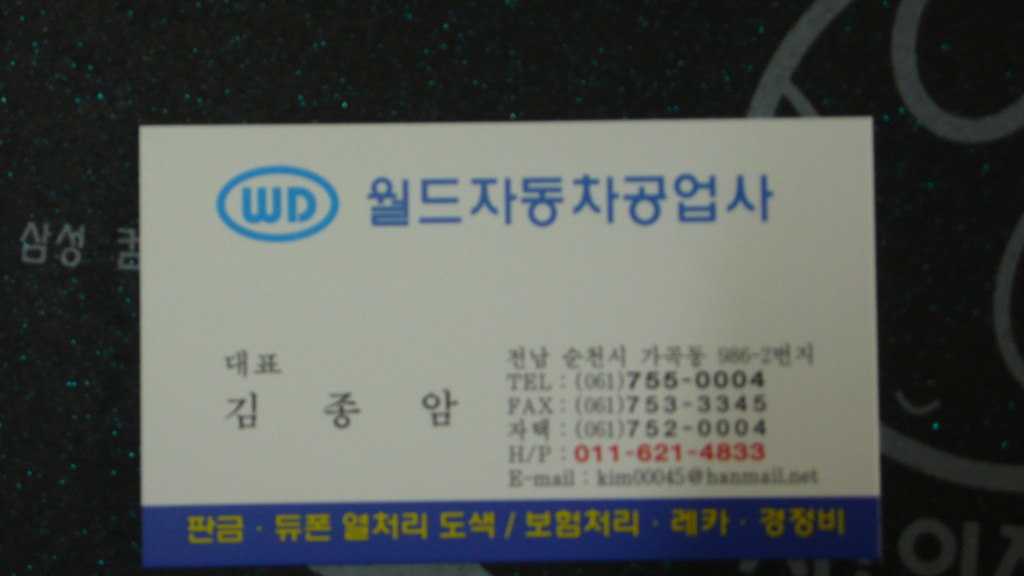 WD 월드자동차공업사
삼성
대표
김 종 암
전남 순천시 가곡동 986-2번지
TEL : (061)755-0004
FAX : (061)753-3345
자택 : (061)752-0004
H/P : 011-621-4833
E-mail : kim00045@hanmail.net
판금 · 듀폰 열처리 도색 / 보험처리 · 레카 · 경정비